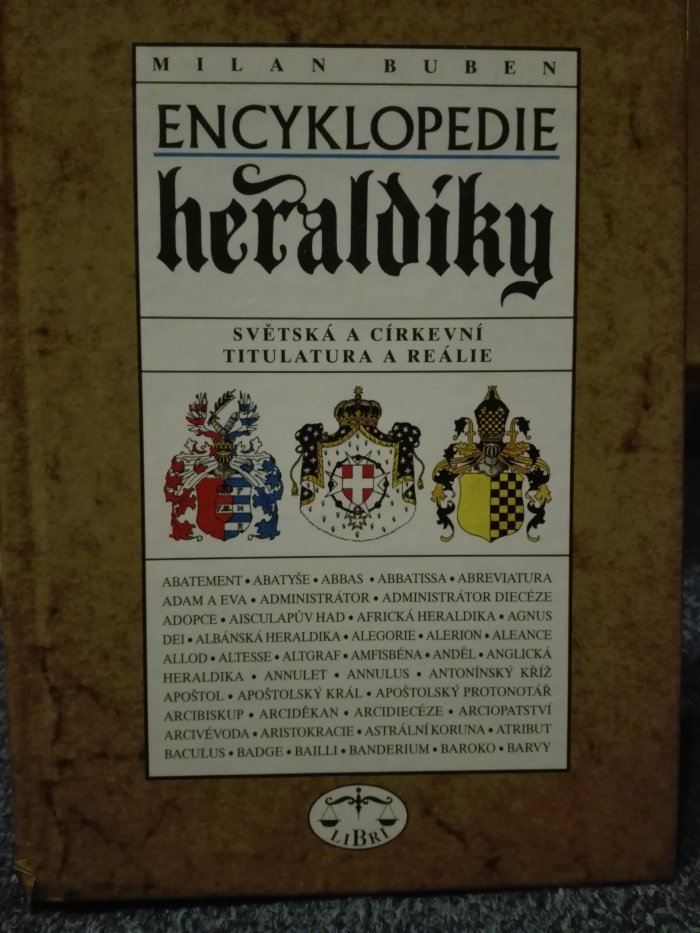 MILAN BUBEN
ENCYKLOPEDIE
heraldiky
SVĚTSKÁ A CÍRKEVNÍ
TITULATURA A REÁLIE
ABATEMENT • ABATYŠE • ABBAS • ABBATISSA • ABREVIATURA
ADAM A EVA • ADMINISTRÁTOR • ADMINISTRÁTOR DIECÉZE
ADOPCE • AISCULAPŮV HAD • AFRICKÁ HERALDIKA • AGNUS
DEI • ALBÁNSKÁ HERALDIKA • ALEGORIE • ALERION • ALEANCE
ALLOD • ALTESSE • ALTGRAF • AMFISBÉNA • ANDĚL • ANGLICKÁ
HERALDIKA • ANNULET • ANNULUS • ANTONÍNSKÝ KŘÍŽ
APOŠTOL • APOŠTOLSKÝ KRÁL • APOŠTOLSKÝ PROTONOTÁŘ
ARCIBISKUP • ARCIDĚKAN • ARCIDIECÉZE • ARCIOPATSTVÍ
ARCIVÉVODA • ARISTOKRACIE • ASTRÁLNÍ KORUNA • ATRIBUT
BACULUS • BADGE • BAILLI • BANDERIUM • BAROKO • BARVY
LIBRI